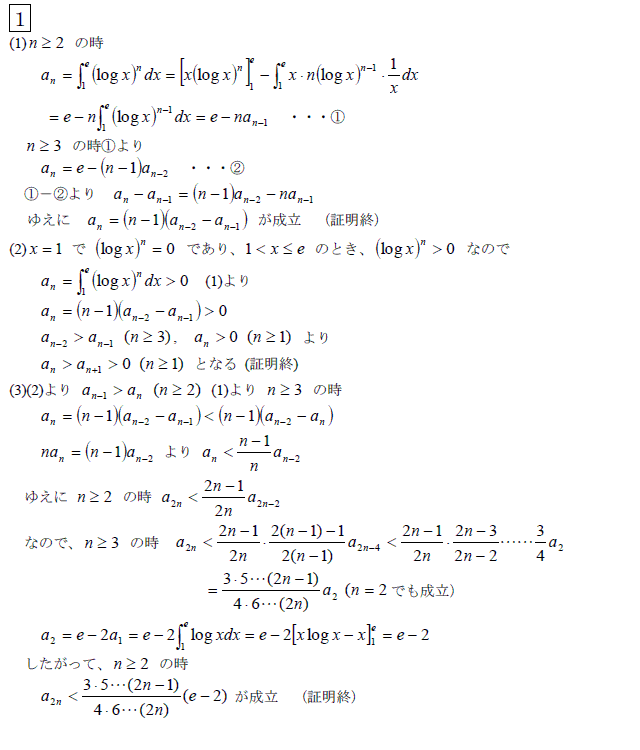 1
(1) n ≥ 2 の時
a_n = ∫_1^e (log x)^n dx = [x(log x)^n]_1^e − ∫_1^e x・n(log x)^{n−1}・\frac{1}{x}dx
= e − n∫_1^e (log x)^{n−1} dx = e − na_{n−1} ・・・①
n ≥ 3 の時①より
a_n = e − (n−1)a_{n−2} ・・・②
①−②より a_n − a_{n−1} = (n−1)a_{n−2} − na_{n−1}
ゆえに a_n = (n−1)(a_{n−2} − a_{n−1}) が成立 (証明終)
(2) x = 1 で (log x)^n = 0 であり、1 < x ≤ e のとき、(log x)^n > 0 なので
a_n = ∫_1^e (log x)^n dx > 0 (1)より
a_n = (n−1)(a_{n−2} − a_{n−1}) > 0
a_{n−2} > a_{n−1} (n ≥ 3), a_n > 0 (n ≥ 1) より
a_n > a_{n+1} > 0 (n ≥ 1) となる (証明終)
(3)(2)より a_{n−1} > a_n (n ≥ 2) (1)より n ≥ 3 の時
a_n = (n−1)(a_{n−2} − a_{n−1}) < (n−1)(a_{n−2} − a_n)
na_n = (n−1)a_{n−2} より a_n < \frac{n−1}{n}a_{n−2}
ゆえに n ≥ 2 の時 a_{2n} < \frac{2n−1}{2n}a_{2n−2}
なので、n ≥ 3 の時 a_{2n} < \frac{2n−1}{2n}・\frac{2(n−1)−1}{2(n−1)}a_{2n−4} < \frac{2n−1}{2n}・\frac{2n−3}{2n−2}……\frac{3}{4}a_2
= \frac{3・5…(2n−1)}{4・6…(2n)}a_2 (n = 2 でも成立)
a_2 = e − 2a_1 = e − 2∫_1^e log xdx = e − 2[x log x − x]_1^e = e − 2
したがって、n ≥ 2 の時
a_{2n} < \frac{3・5…(2n−1)}{4・6…(2n)}(e − 2) が成立 (証明終)